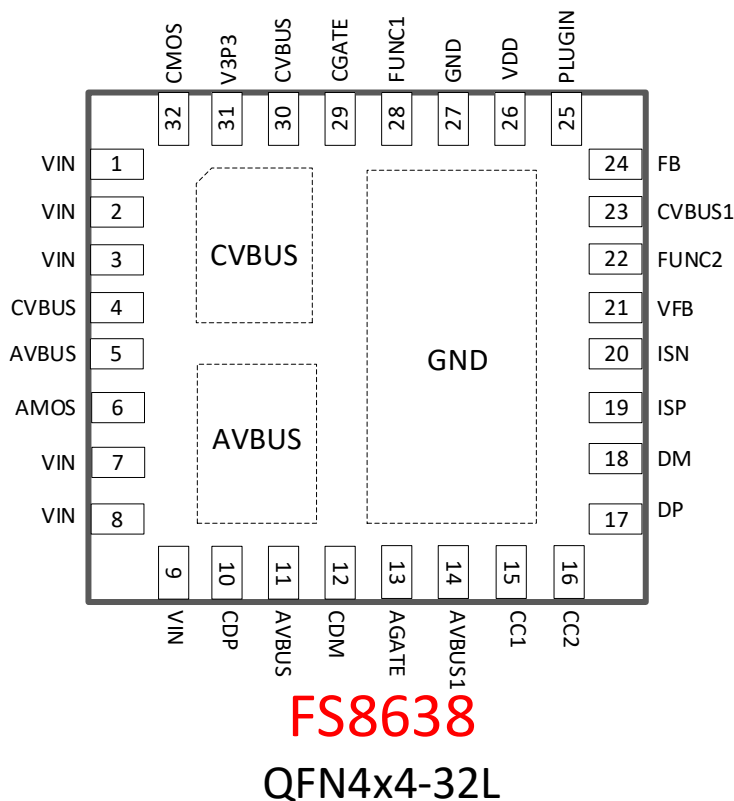 CMOS V3P3 CVBUS CGATE FUNC1 GND VDD PLUGIN
32 31 30 29 28 27 26 25
VIN 1 24 FB
VIN 2 23 CVBUS1
VIN 3 22 FUNC2
CVBUS
CVBUS 4 21 VFB
AVBUS 5 20 ISN
GND
AMOS 6 19 ISP
AVBUS
VIN 7 18 DM
VIN 8 17 DP
9 10 11 12 13 14 15 16
VIN CDP AVBUS CDM AGATE AVBUS1 CC1 CC2
FS8638
QFN4x4-32L